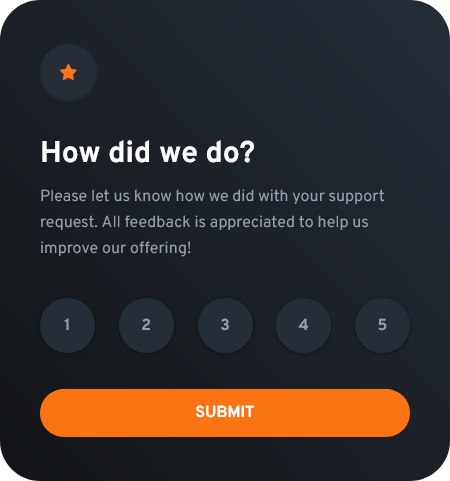 How did we do?
Please let us know how we did with your support
request. All feedback is appreciated to help us
improve our offering!
1 2 3 4 5
SUBMIT